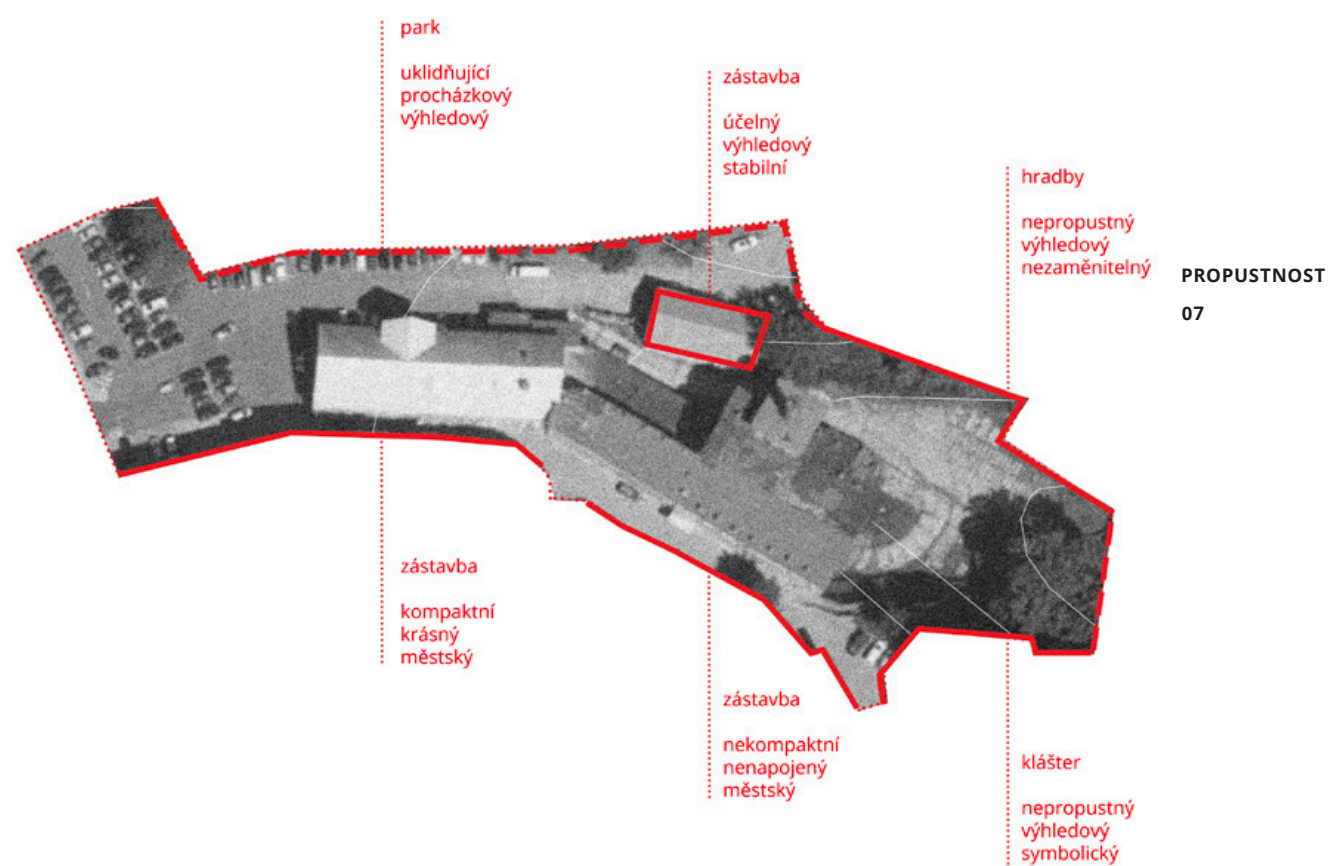 park
uklidňující
procházkový
výhledový
zástavba
účelný
výhledový
stabilní
hradby
nepropustný
výhledový
nezaměnitelný
PROPUSTNOST
07
zástavba
kompaktní
krásný
městský
zástavba
nekompaktní
nenapojený
městský
klášter
nepropustný
výhledový
symbolický